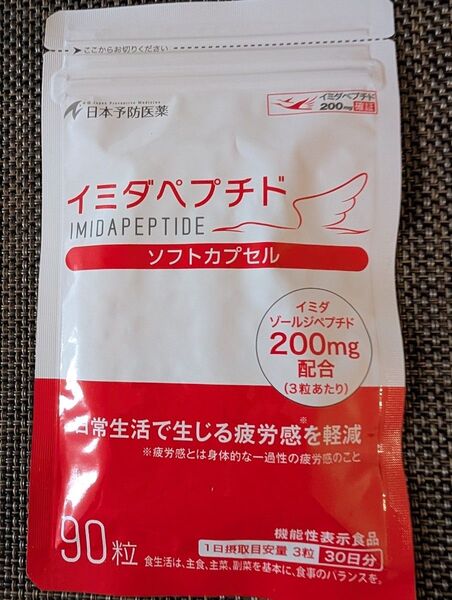 ここからお切りください
Japan Preventive Medicine
日本予防医薬
イミダペプチド
200mg 確証
イミダペプチド
IMIDAPEPTIDE
ソフトカプセル
イミダ
ゾールジペプチド
200mg
配合
(3粒あたり)
日常生活で生じる疲労感※を軽減
※疲労感とは身体的な一過性の疲労感のこと
機能性表示食品
90粒
1日摂取目安量 3粒 30日分
食生活は、主食、主菜、副菜を基本に、食事のバランスを。